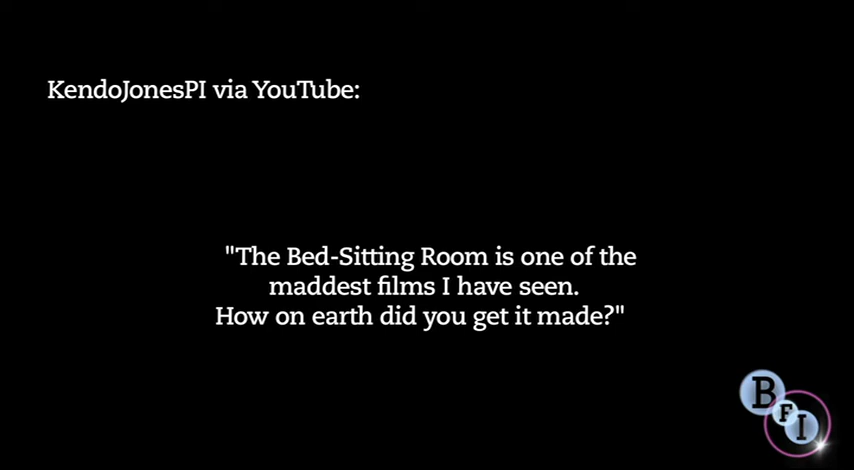 KendoJonesPI via YouTube:
"The Bed-Sitting Room is one of the
maddest films I have seen.
How on earth did you get it made?"
BFI